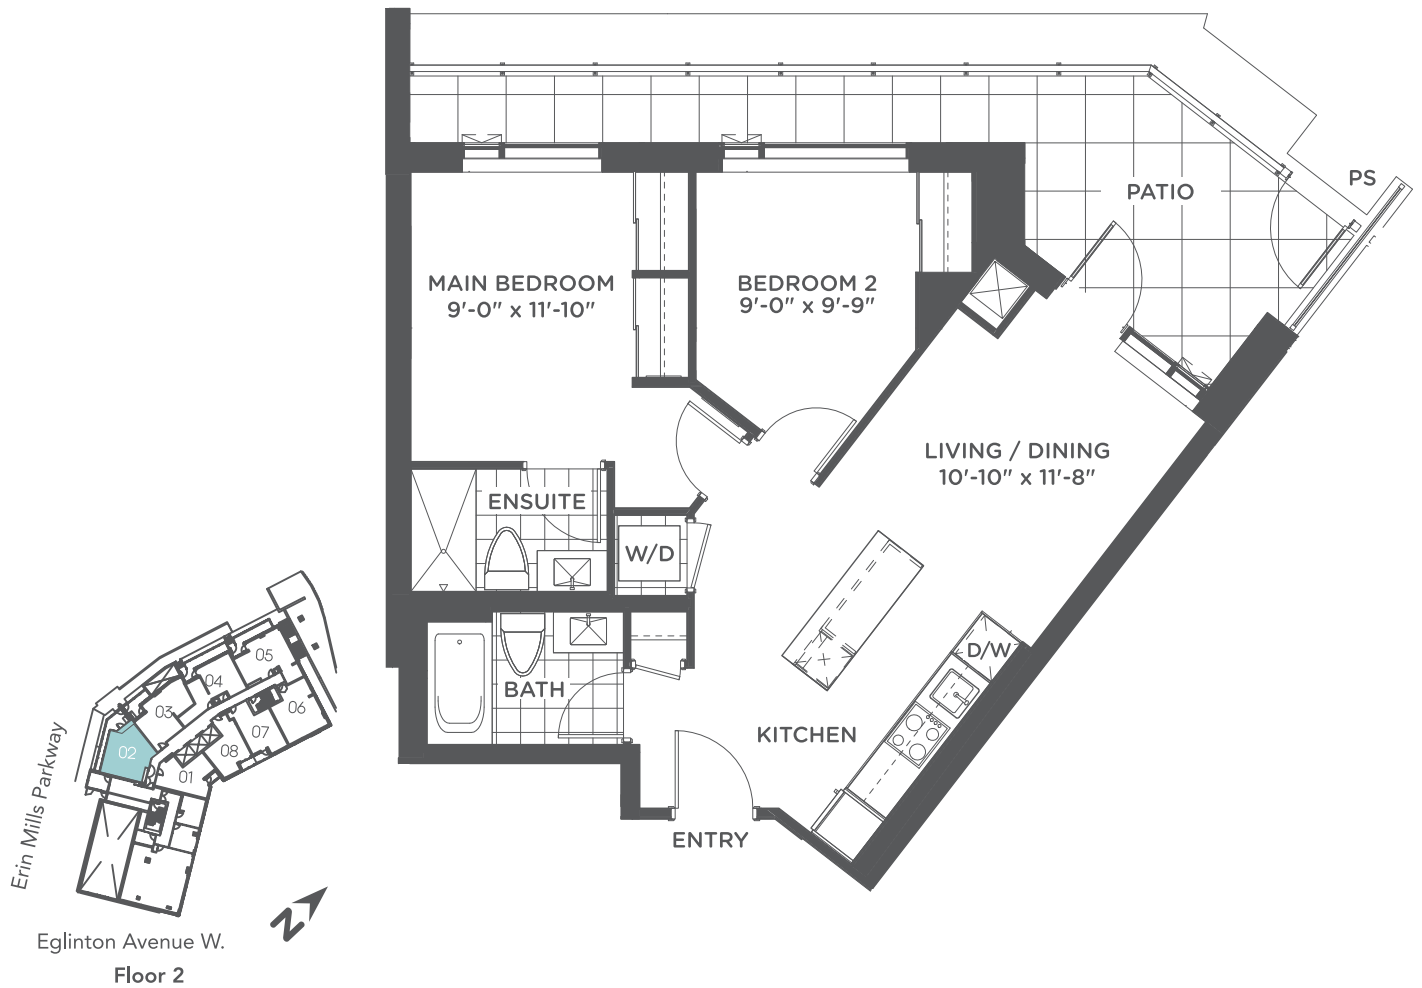 PS
PATIO
MAIN BEDROOM
9'-0" x 11'-10"
BEDROOM 2
9'-0" x 9'-9"
LIVING / DINING
10'-10" x 11'-8"
ENSUITE
W/D
D/W
BATH
KITCHEN
ENTRY
05
04
03
06
02
07
08
01
Erin Mills Parkway
N
Eglinton Avenue W.
Floor 2